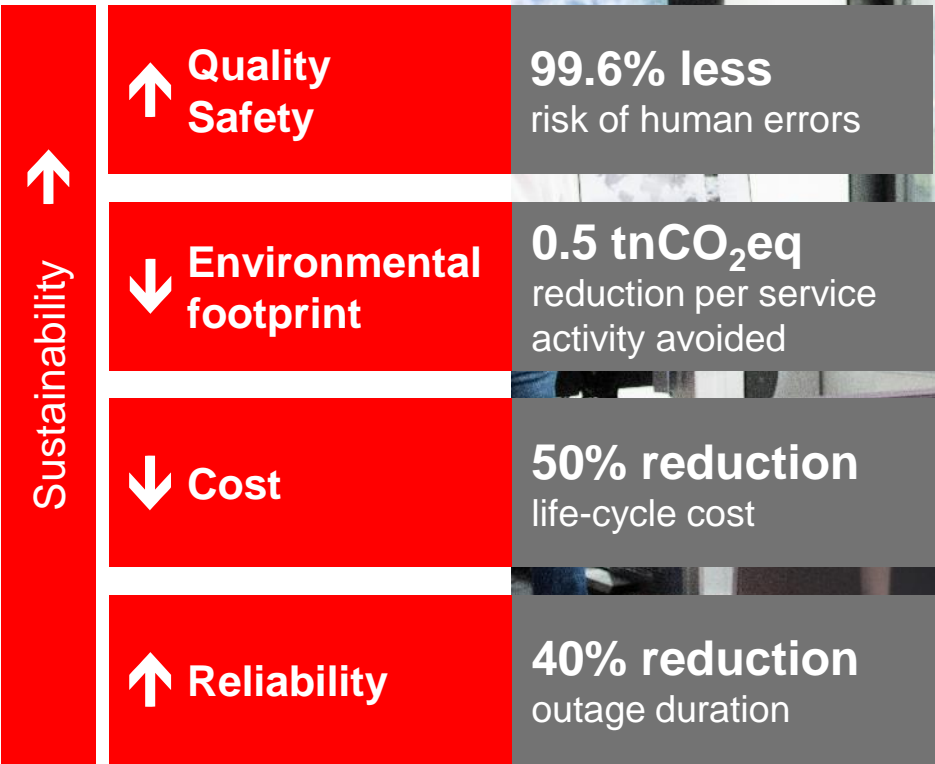 Sustainability
Quality
Safety
99.6% less
risk of human errors
Environmental
footprint
0.5 tnCO₂eq
reduction per service
activity avoided
Cost
50% reduction
life-cycle cost
Reliability
40% reduction
outage duration